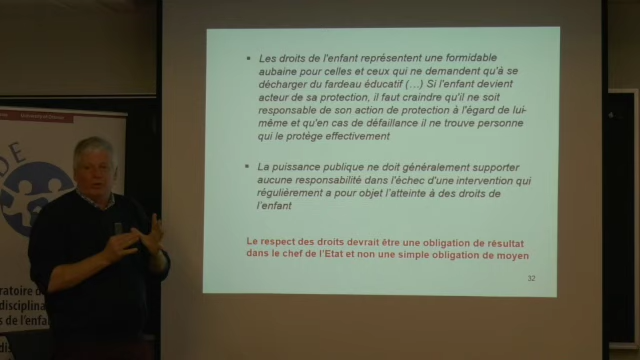 ▪ Les droits de l'enfant représentent une formidable
aubaine pour celles et ceux qui ne demandent qu'à se
décharger du fardeau éducatif (…) Si l'enfant devient
acteur de sa protection, il faut craindre qu'il ne soit
responsable de son action de protection à l'égard de lui-
même et qu'en cas de défaillance il ne trouve personne
qui le protège effectivement
▪ La puissance publique ne doit généralement supporter
aucune responsabilité dans l'échec d'une intervention qui
régulièrement a pour objet l'atteinte à des droits de
l'enfant
Le respect des droits devrait être une obligation de résultat
dans le chef de l'Etat et non une simple obligation de moyen
32
DE
ratoire
disciplina
s de l'enfa